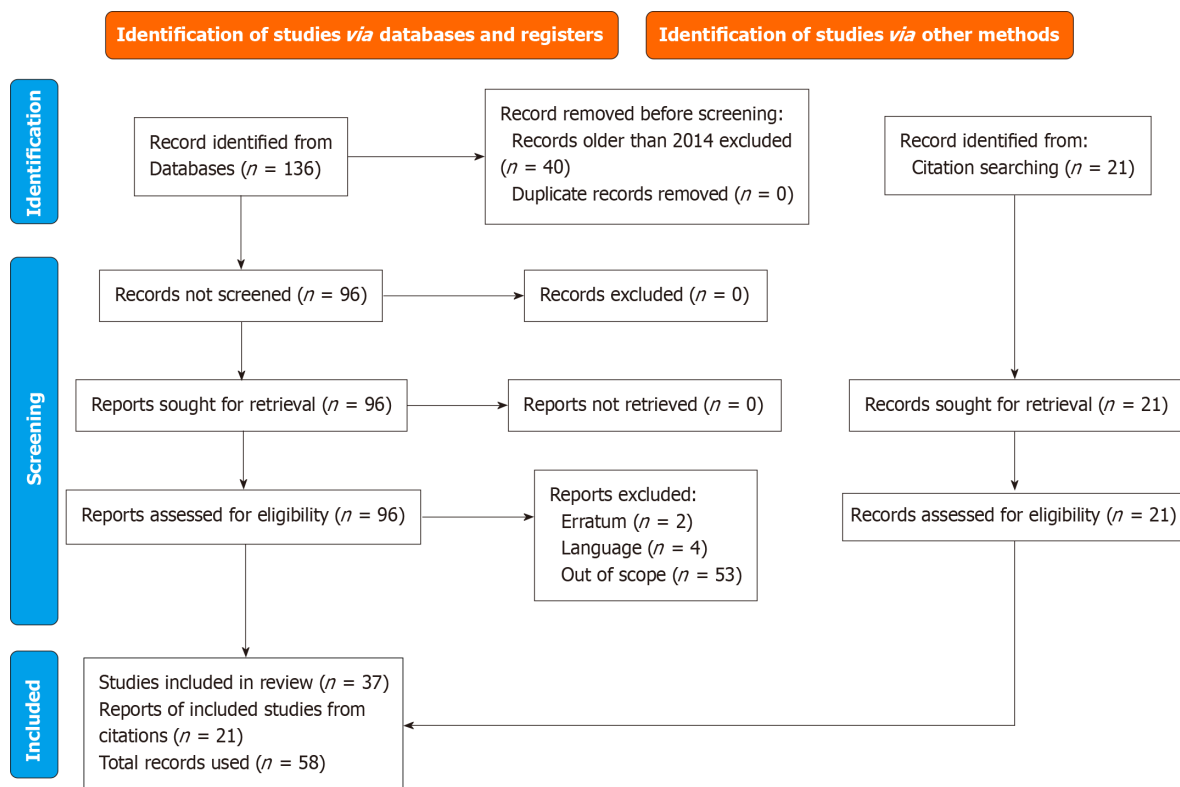 Identification of studies via databases and registers
Identification of studies via other methods
Identification
Record identified from
Databases (n = 136)
Record removed before screening:
Records older than 2014 excluded
(n = 40)
Duplicate records removed (n = 0)
Record identified from:
Citation searching (n = 21)
Screening
Records not screened (n = 96)
Records excluded (n = 0)
Reports sought for retrieval (n = 96)
Reports not retrieved (n = 0)
Records sought for retrieval (n = 21)
Reports assessed for eligibility (n = 96)
Reports excluded:
Erratum (n = 2)
Language (n = 4)
Out of scope (n = 53)
Records assessed for eligibility (n = 21)
Included
Studies included in review (n = 37)
Reports of included studies from
citations (n = 21)
Total records used (n = 58)